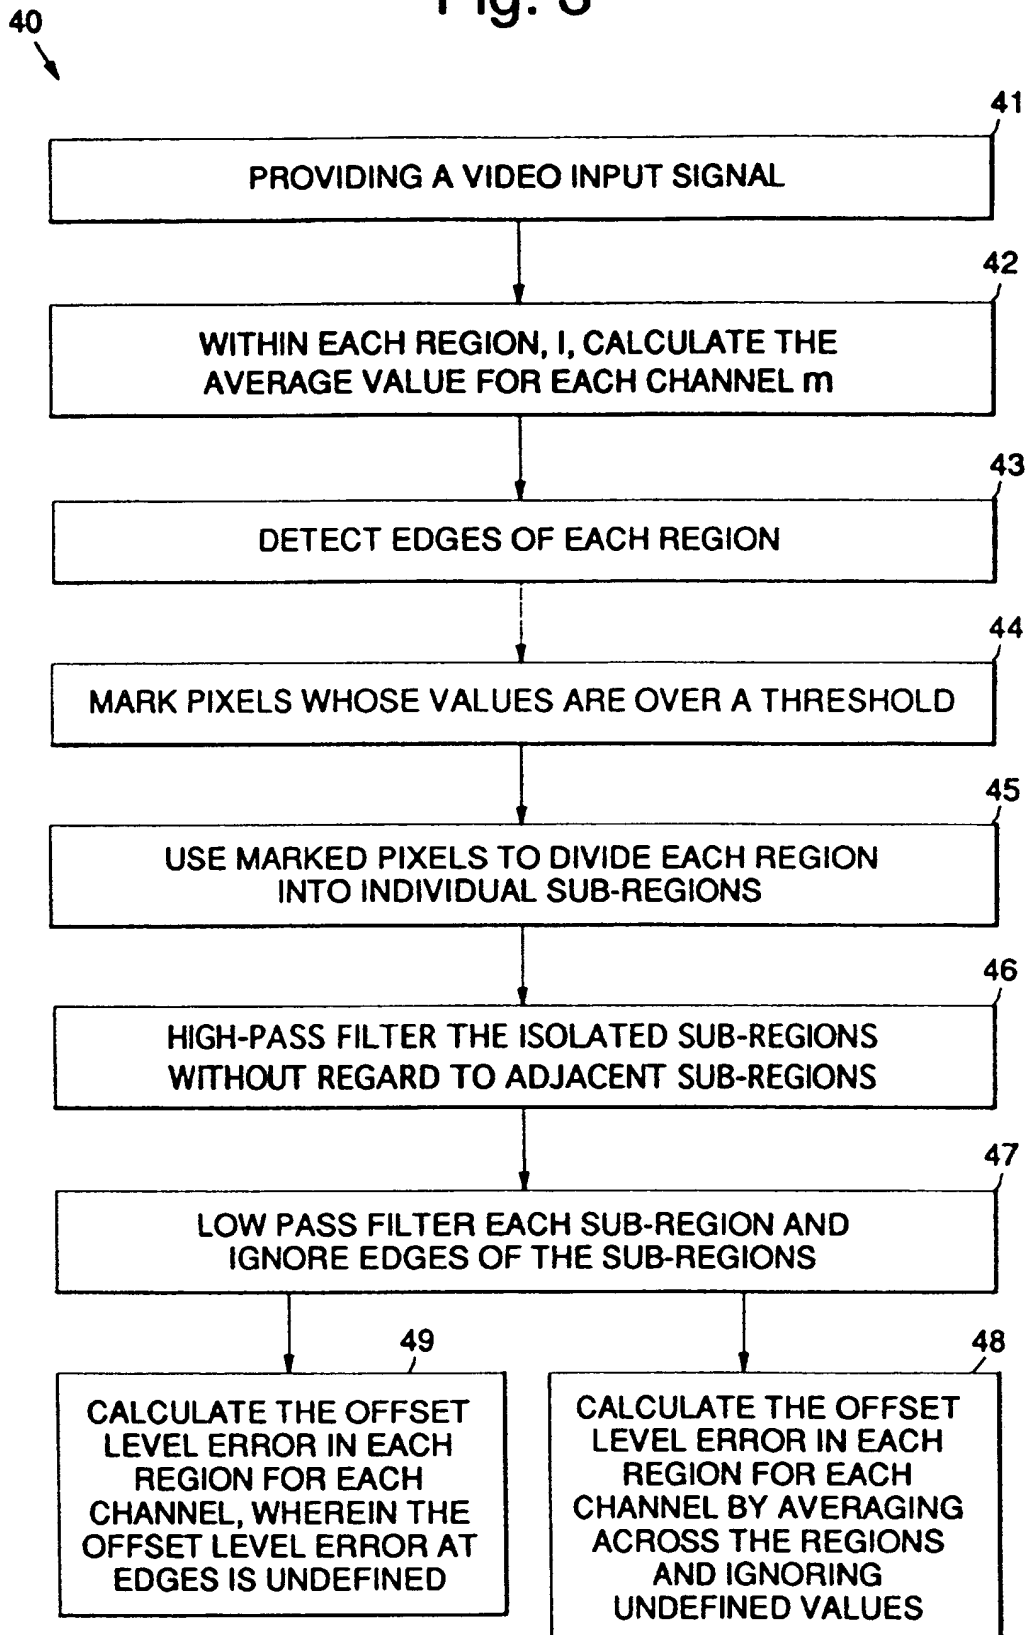 40
41
PROVIDING A VIDEO INPUT SIGNAL
42
WITHIN EACH REGION, I, CALCULATE THE
AVERAGE VALUE FOR EACH CHANNEL m
43
DETECT EDGES OF EACH REGION
44
MARK PIXELS WHOSE VALUES ARE OVER A THRESHOLD
45
USE MARKED PIXELS TO DIVIDE EACH REGION
INTO INDIVIDUAL SUB-REGIONS
46
HIGH-PASS FILTER THE ISOLATED SUB-REGIONS
WITHOUT REGARD TO ADJACENT SUB-REGIONS
47
LOW PASS FILTER EACH SUB-REGION AND
IGNORE EDGES OF THE SUB-REGIONS
49
CALCULATE THE OFFSET
LEVEL ERROR IN EACH
REGION FOR EACH
CHANNEL, WHEREIN THE
OFFSET LEVEL ERROR AT
EDGES IS UNDEFINED
48
CALCULATE THE OFFSET
LEVEL ERROR IN EACH
REGION FOR EACH
CHANNEL BY AVERAGING
ACROSS THE REGIONS
AND IGNORING
UNDEFINED VALUES